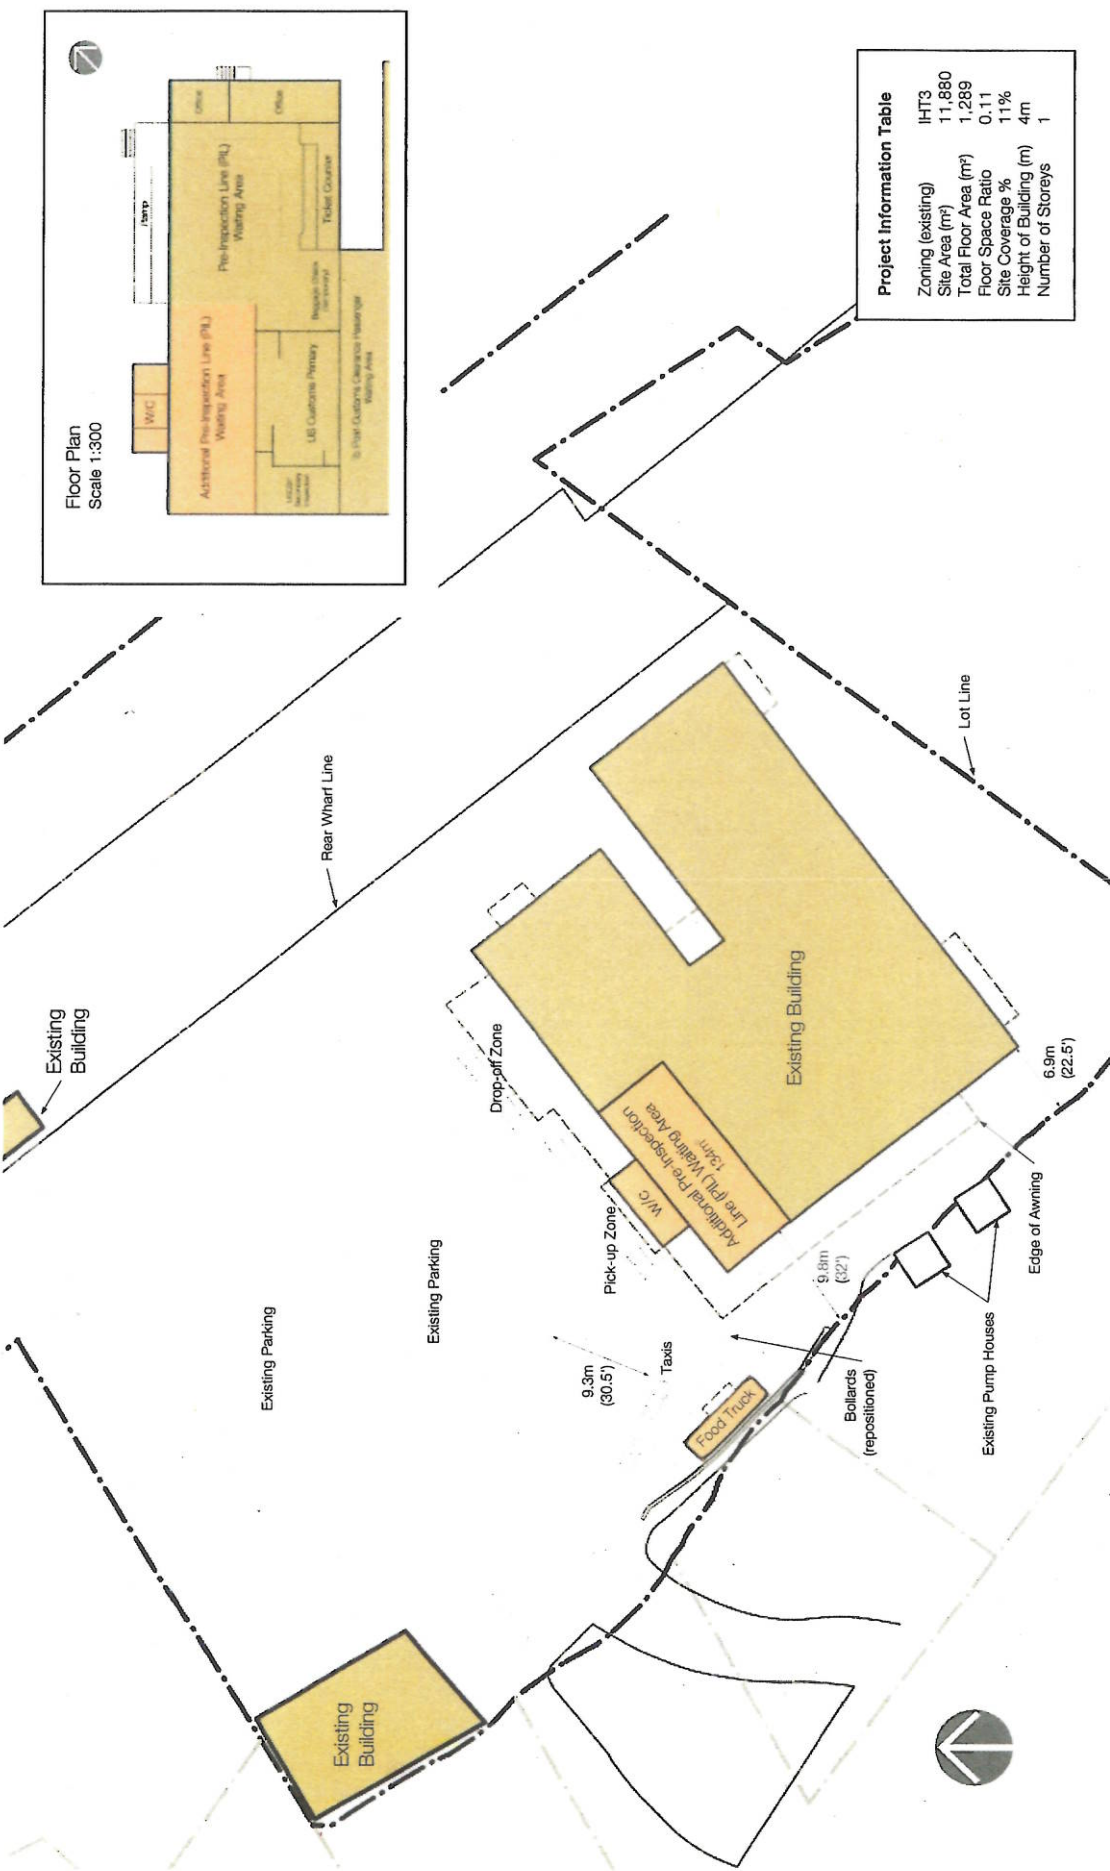 Floor Plan
Scale 1:300
Ramp
Office
Office
W/C
Additional Pre-Inspection Line (PIL)
Waiting Area
Pre-Inspection Line (PIL)
Waiting Area
Ticket Counter
US Customs Primary
Project Information Table
Zoning (existing) IHT3
Site Area (m²) 11,880
Total Floor Area (m²) 1,289
Floor Space Ratio 0.11
Site Coverage % 11%
Height of Building (m) 4m
Number of Storeys 1
Existing
Building
Rear Wharf Line
Existing Parking
Existing Parking
Drop-off Zone
Pick-up Zone
W/C
Additional Pre-Inspection
Line (PIL) Waiting Area
134m²
Existing Building
Lot Line
9.3m
(30.5')
Taxis
Food Truck
9.8m
(32')
6.9m
(22.5')
Bollards
(repositioned)
Existing Pump Houses
Edge of Awning
Existing
Building